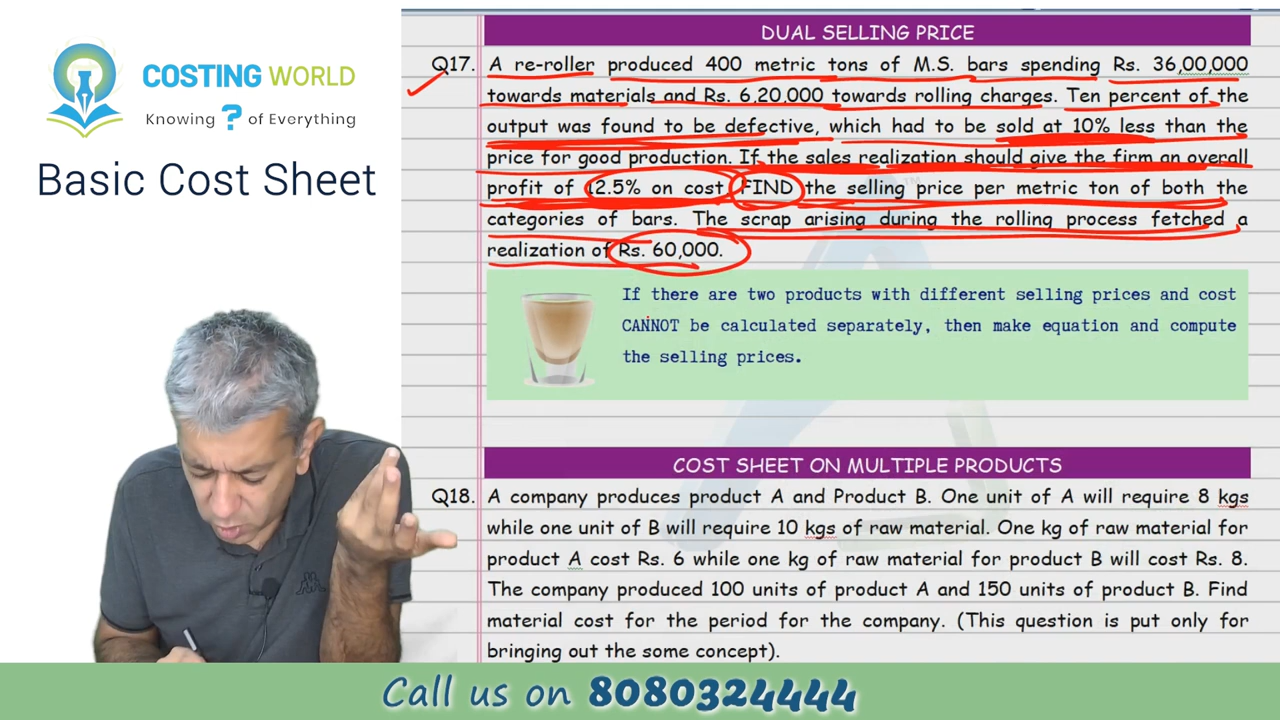 COSTING WORLD
Knowing ? of Everything
Basic Cost Sheet
DUAL SELLING PRICE
Q17. A re-roller produced 400 metric tons of M.S. bars spending Rs. 36,00,000
towards materials and Rs. 6,20,000 towards rolling charges. Ten percent of the
output was found to be defective, which had to be sold at 10% less than the
price for good production. If the sales realization should give the firm an overall
profit of 12.5% on cost FIND the selling price per metric ton of both the
categories of bars. The scrap arising during the rolling process fetched a
realization of Rs. 60,000.
If there are two products with different selling prices and cost
CANNOT be calculated separately, then make equation and compute
the selling prices.
COST SHEET ON MULTIPLE PRODUCTS
Q18. A company produces product A and Product B. One unit of A will require 8 kgs
while one unit of B will require 10 kgs of raw material. One kg of raw material for
product A cost Rs. 6 while one kg of raw material for product B will cost Rs. 8.
The company produced 100 units of product A and 150 units of product B. Find
material cost for the period for the company. (This question is put only for
bringing out the some concept).
Call us on 8080324444